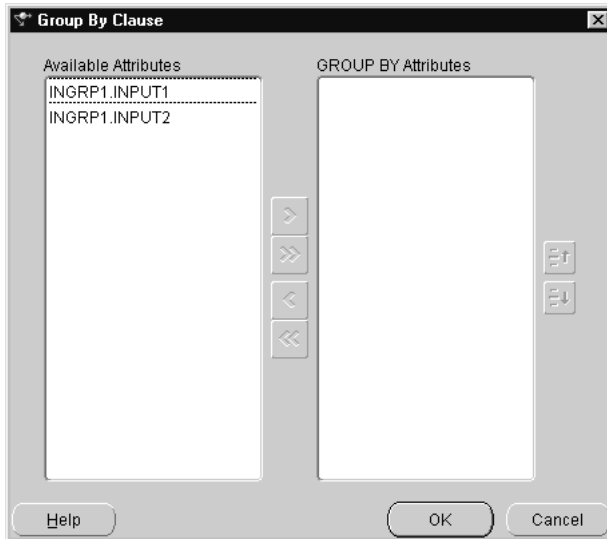 Group By Clause
Available Attributes
GROUP BY Attributes
INGRP1.INPUT1
INGRP1.INPUT2
Help
OK
Cancel